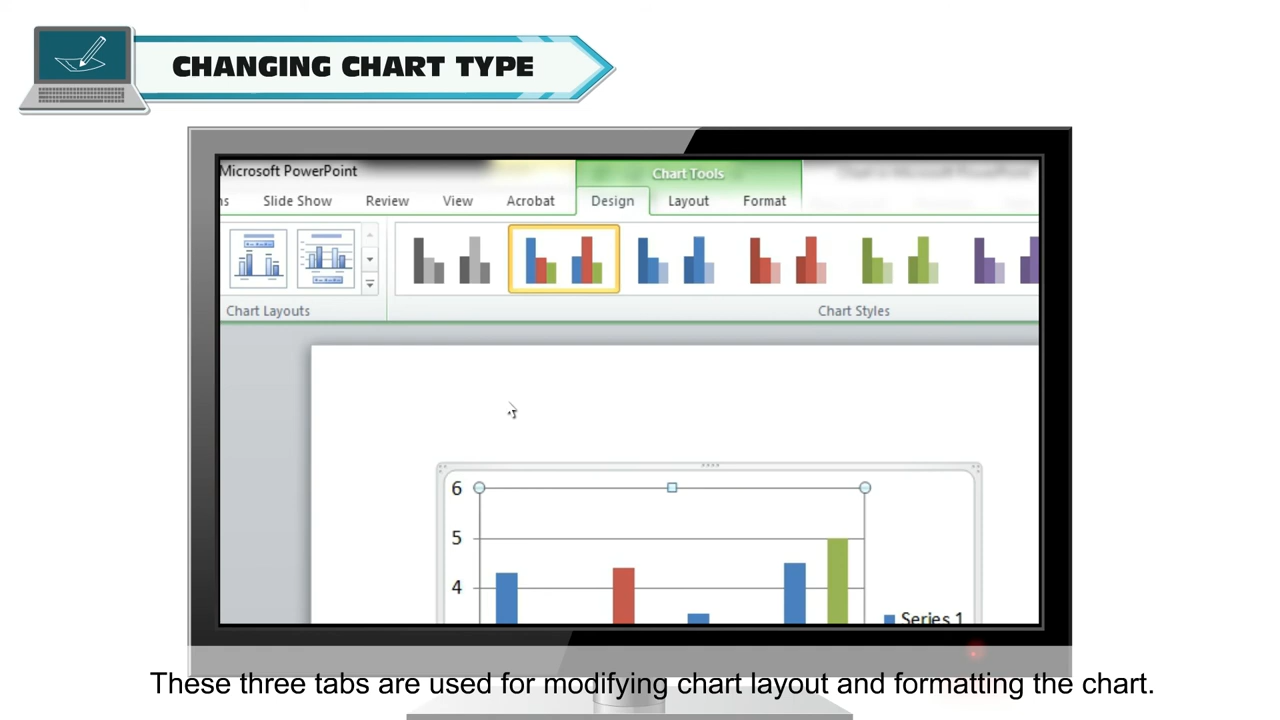 CHANGING CHART TYPE
Microsoft PowerPoint
Chart Tools
ns Slide Show Review View Acrobat Design Layout Format
Chart Layouts
Chart Styles
6
5
4
Series 1
These three tabs are used for modifying chart layout and formatting the chart.